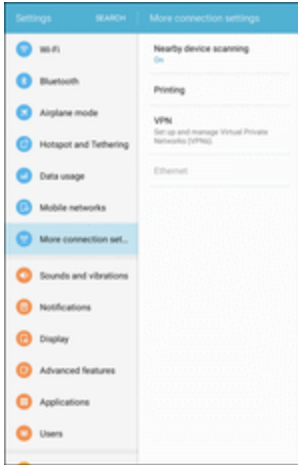 Settings
SEARCH
More connection settings
Wi-Fi
Bluetooth
Airplane mode
Hotspot and Tethering
Data usage
Mobile networks
More connection set...
Sounds and vibrations
Notifications
Display
Advanced features
Applications
Users
Nearby device scanning
On
Printing
VPN
Set up and manage Virtual Private
Networks (VPNs).
Ethernet